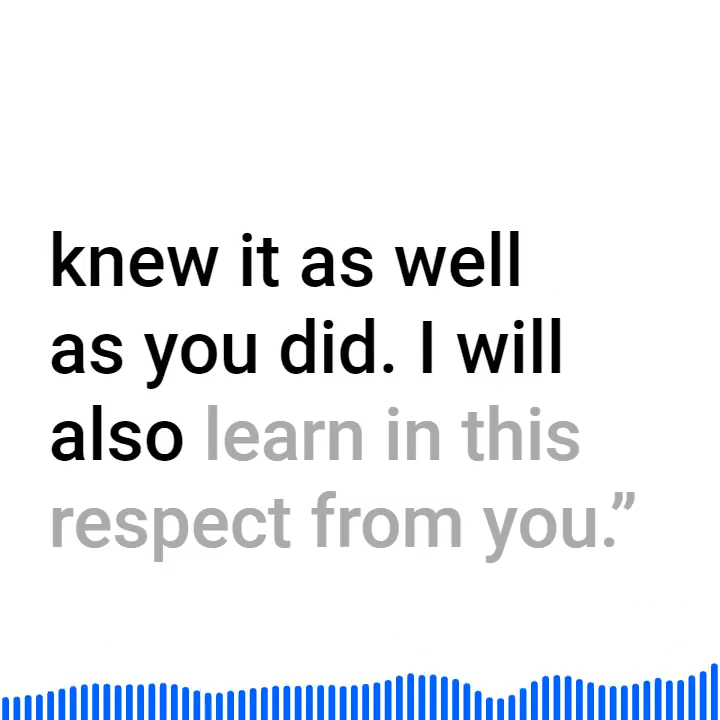 knew it as well
as you did. I will
also learn in this
respect from you.”